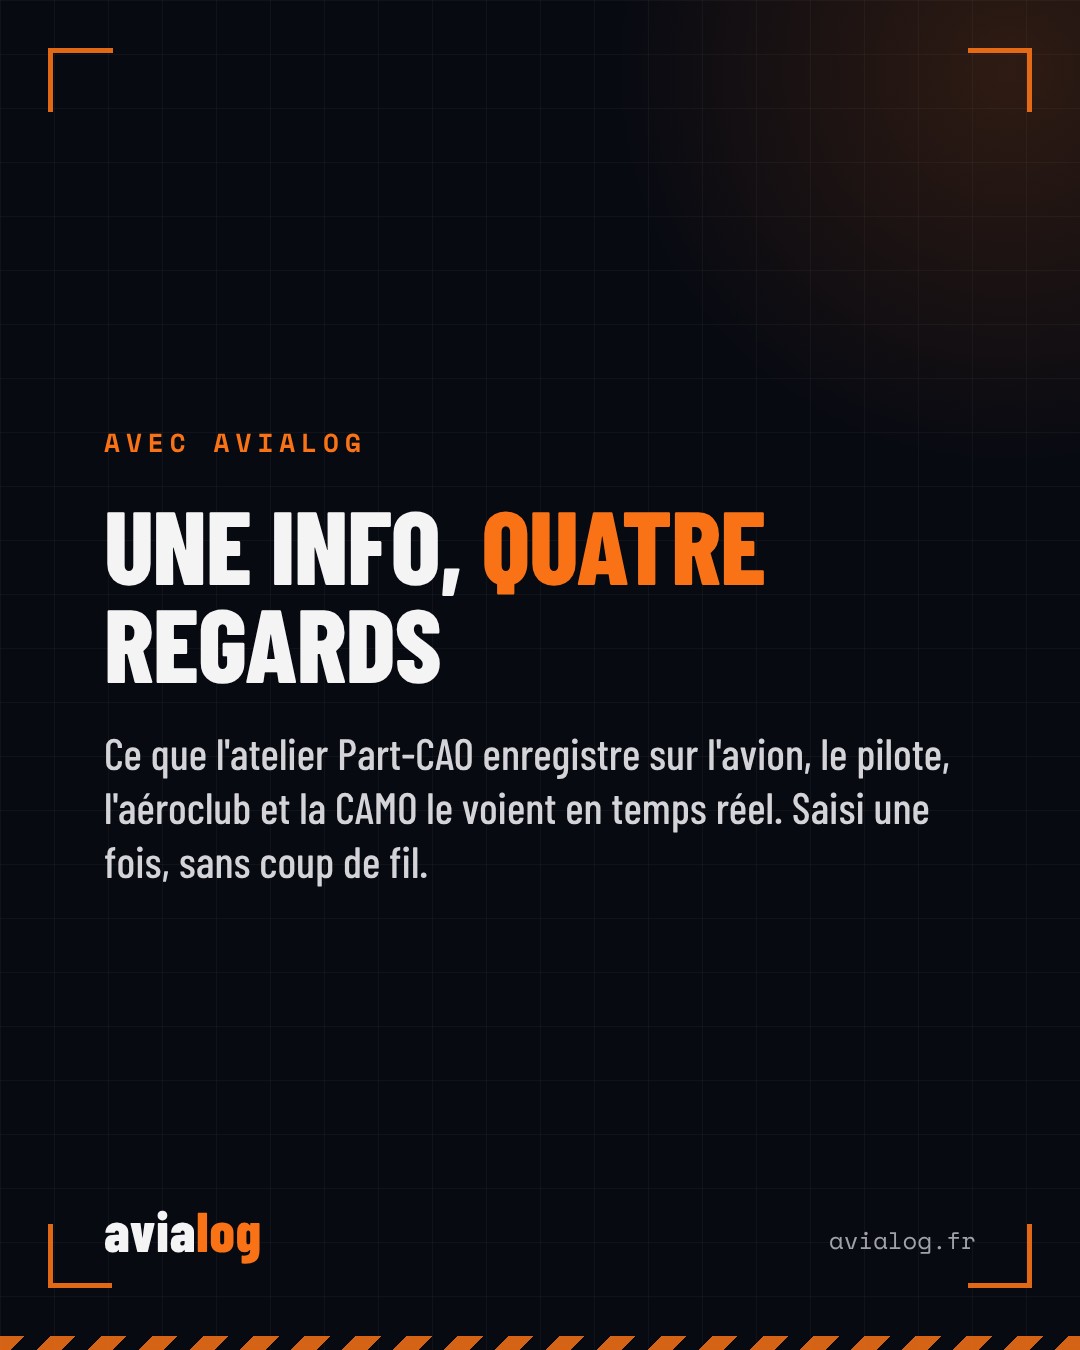 AVEC AVIALOG
UNE INFO, QUATRE
REGARDS
Ce que l'atelier Part-CAO enregistre sur l'avion, le pilote,
l'aéroclub et la CAMO le voient en temps réel. Saisi une
fois, sans coup de fil.
avialog
avialog.fr